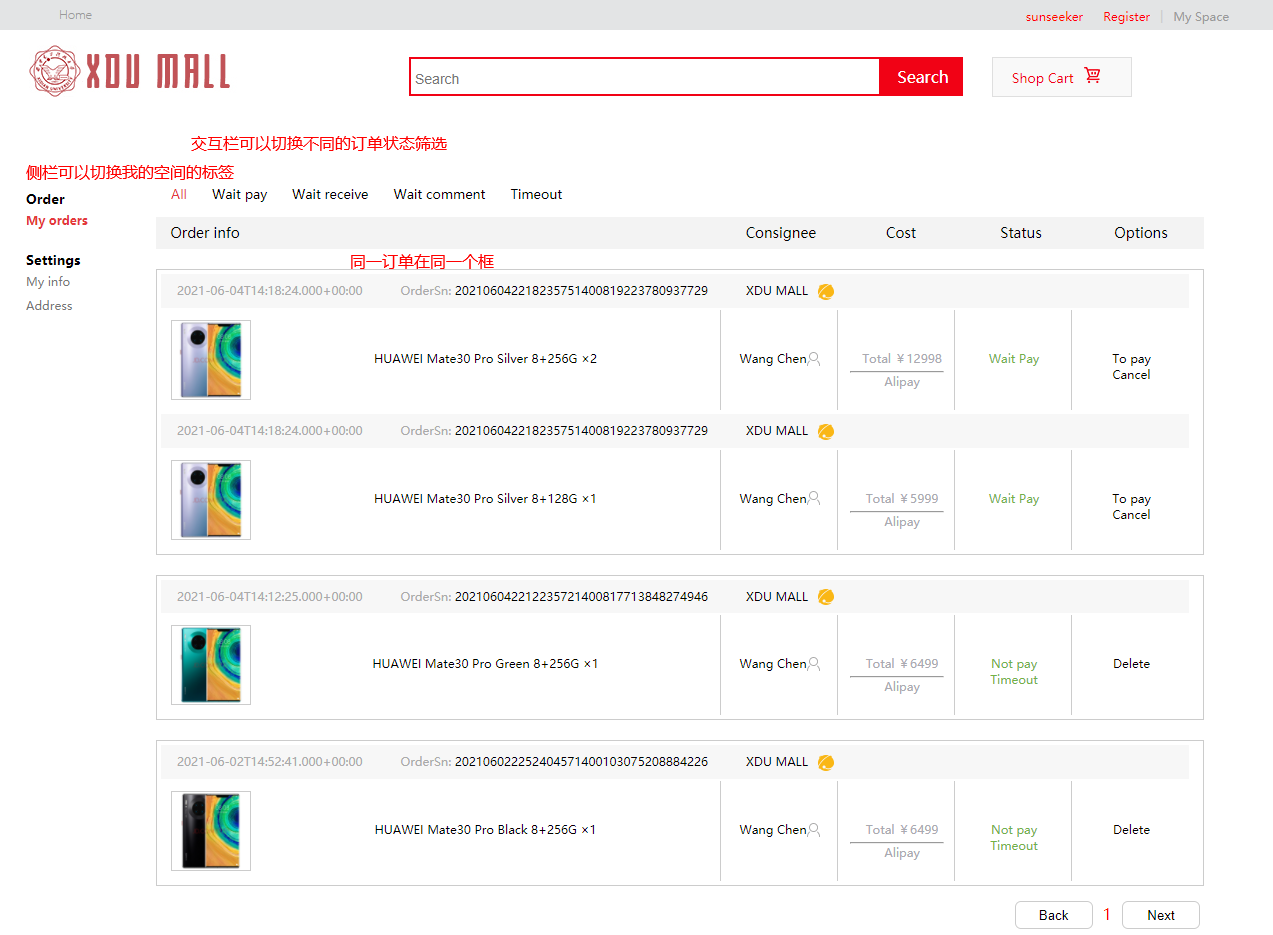 Home
sunseeker Register | My Space
XDU MALL
Search
Search
Shop Cart
交互栏可以切换不同的订单状态筛选
侧栏可以切换我的空间的标签
Order
My orders
Settings
My info
Address
All Wait pay Wait receive Wait comment Timeout
Order info Consignee Cost Status Options
同一订单在同一个框
2021-06-04T14:18:24.000+00:00 OrderSn: 20210604221823575140081922378093​7729 XDU MALL
HUAWEI Mate30 Pro Silver 8+256G ×2
Wang Chen
Total ￥12998
Alipay
Wait Pay
To pay
Cancel
2021-06-04T14:18:24.000+00:00 OrderSn: 202106042218235751400819223780937729 XDU MALL
HUAWEI Mate30 Pro Silver 8+128G ×1
Wang Chen
Total ￥5999
Alipay
Wait Pay
To pay
Cancel
2021-06-04T14:12:25.000+00:00 OrderSn: 202106042212235721400817713848274946 XDU MALL
HUAWEI Mate30 Pro Green 8+256G ×1
Wang Chen
Total ￥6499
Alipay
Not pay
Timeout
Delete
2021-06-02T14:52:41.000+00:00 OrderSn: 202106022252404571400103075208884226 XDU MALL
HUAWEI Mate30 Pro Black 8+256G ×1
Wang Chen
Total ￥6499
Alipay
Not pay
Timeout
Delete
Back 1 Next